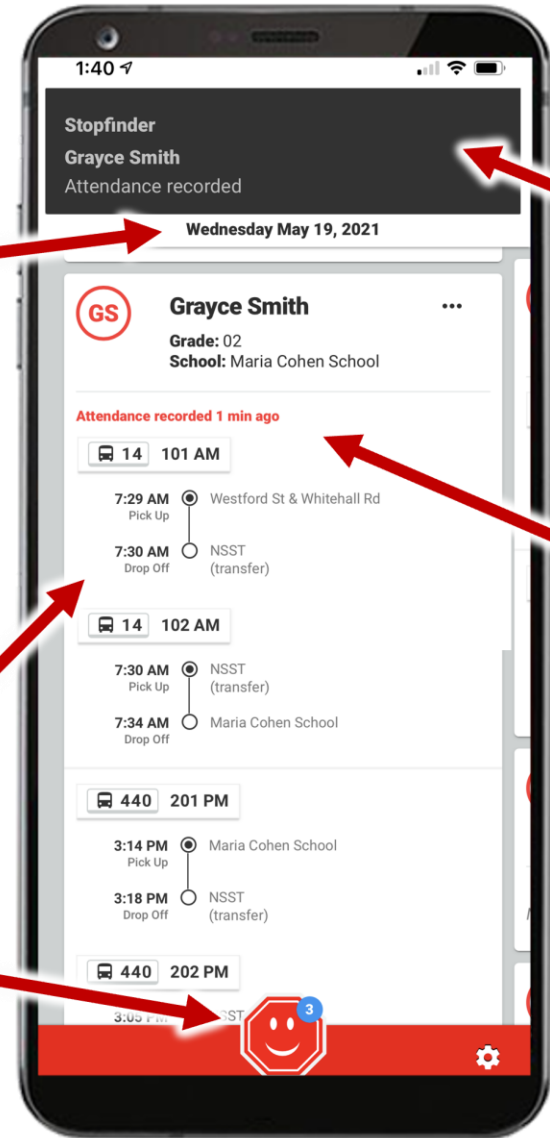 1:40
Stopfinder
Grayce Smith
Attendance recorded
Wednesday May 19, 2021
GS
Grayce Smith
Grade: 02
School: Maria Cohen School
Attendance recorded 1 min ago
14 101 AM
7:29 AM Westford St & Whitehall Rd
Pick Up
7:30 AM NSST
Drop Off (transfer)
14 102 AM
7:30 AM NSST
Pick Up (transfer)
7:34 AM Maria Cohen School
Drop Off
440 201 PM
3:14 PM Maria Cohen School
Pick Up
3:18 PM NSST
Drop Off (transfer)
440 202 PM
3:05
3